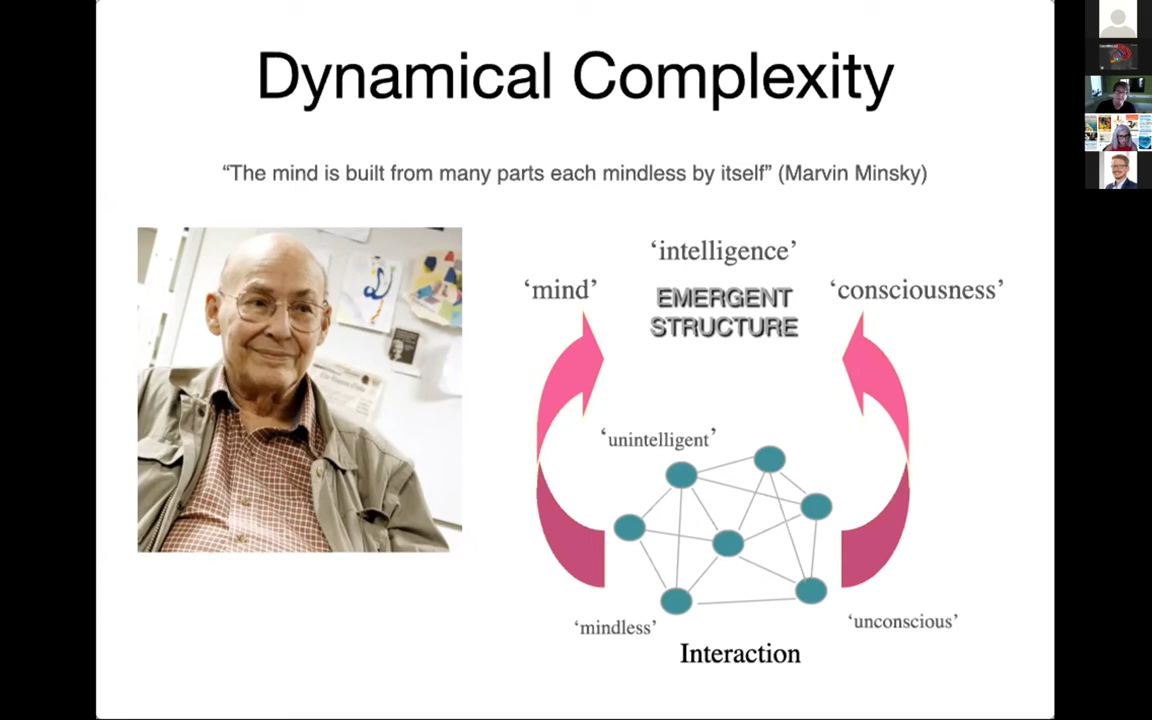 Dynamical Complexity
“The mind is built from many parts each mindless by itself” (Marvin Minsky)
‘intelligence’
‘mind’
‘consciousness’
EMERGENT
STRUCTURE
‘unintelligent’
‘mindless’
‘unconscious’
Interaction